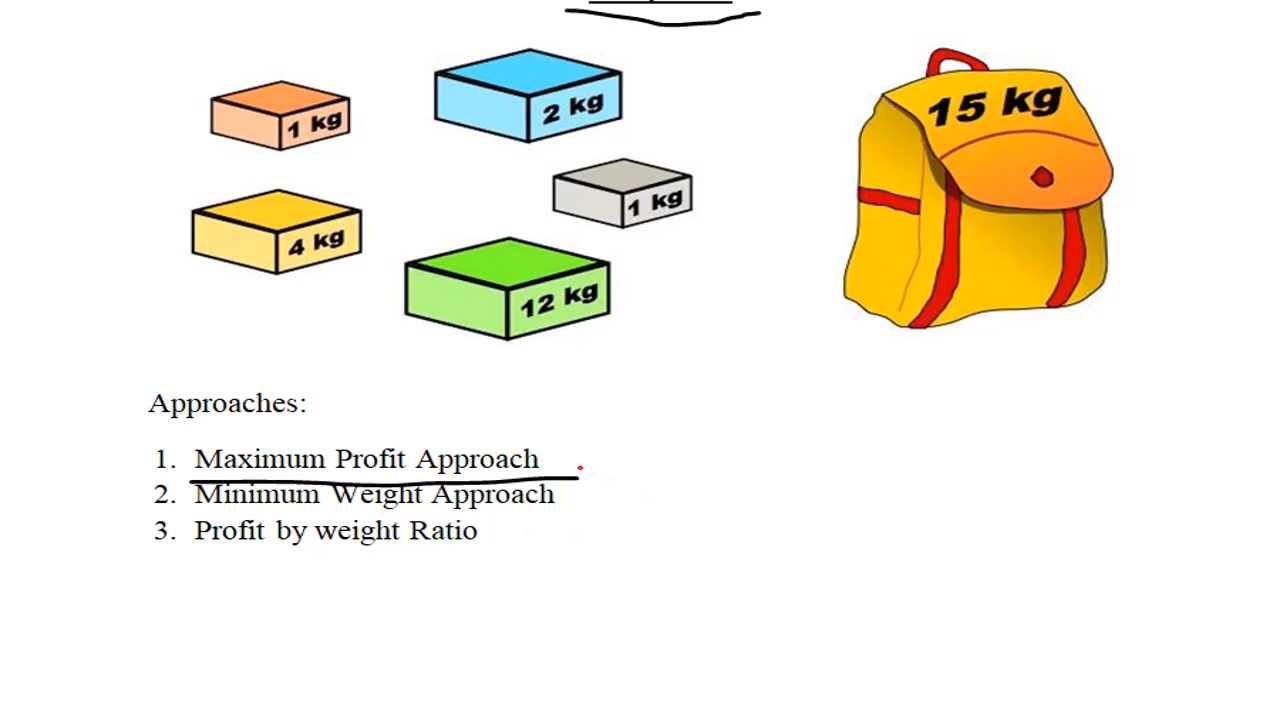 1 kg
2 kg
15 kg
1 kg
4 kg
12 kg
Approaches:
1. Maximum Profit Approach
2. Minimum Weight Approach
3. Profit by weight Ratio